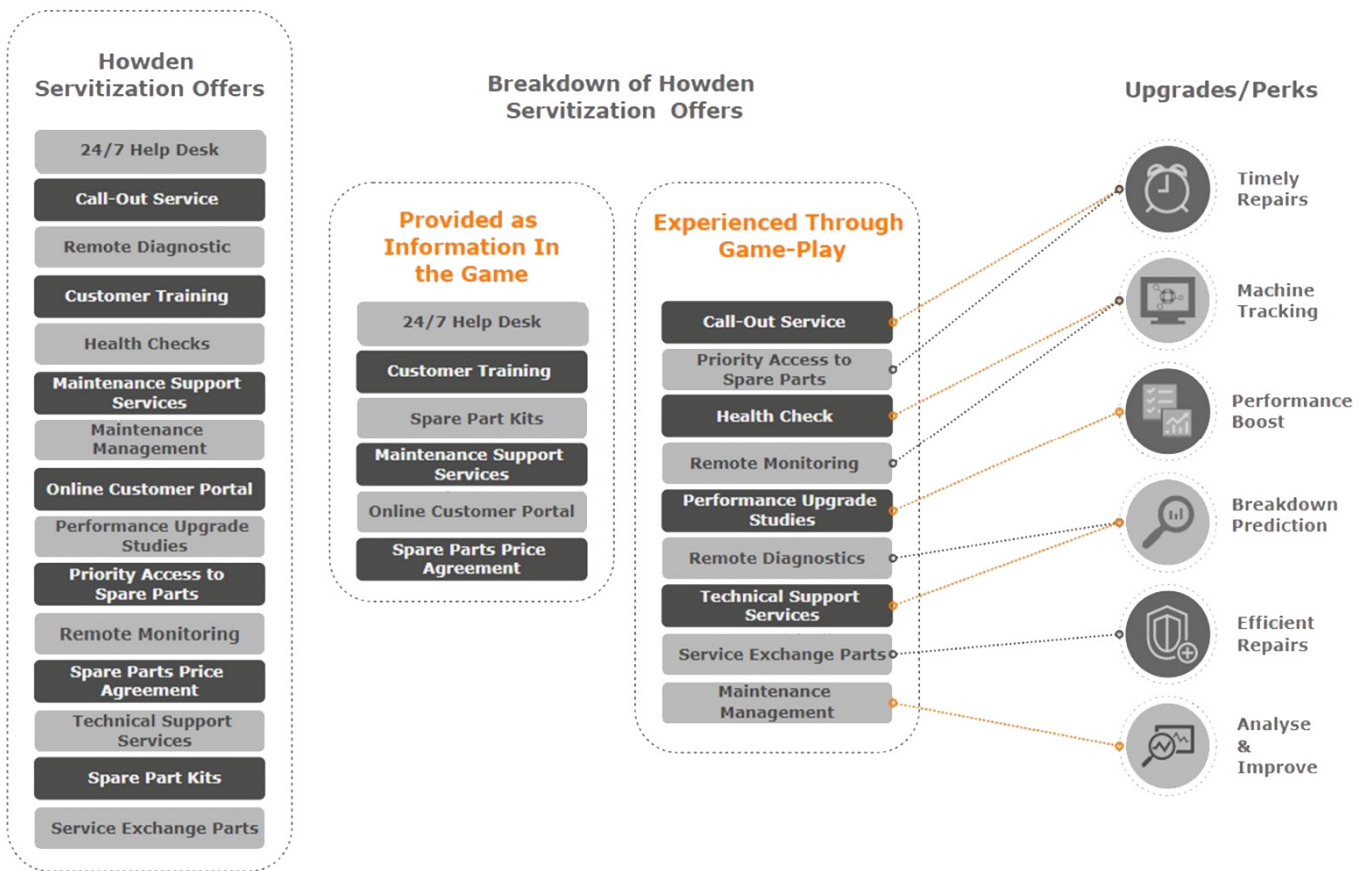 Howden
Servitization Offers
24/7 Help Desk
Call-Out Service
Remote Diagnostic
Customer Training
Health Checks
Maintenance Support
Services
Maintenance
Management
Online Customer Portal
Performance Upgrade
Studies
Priority Access to
Spare Parts
Remote Monitoring
Spare Parts Price
Agreement
Technical Support
Services
Spare Part Kits
Service Exchange Parts
Breakdown of Howden
Servitization Offers
Provided as
Information In
the Game
24/7 Help Desk
Customer Training
Spare Part Kits
Maintenance Support
Services
Online Customer Portal
Spare Parts Price
Agreement
Experienced Through
Game-Play
Call-Out Service
Priority Access to
Spare Parts
Health Check
Remote Monitoring
Performance Upgrade
Studies
Remote Diagnostics
Technical Support
Services
Service Exchange Parts
Maintenance
Management
Upgrades/Perks
Timely
Repairs
Machine
Tracking
Performance
Boost
Breakdown
Prediction
Efficient
Repairs
Analyse
&
Improve